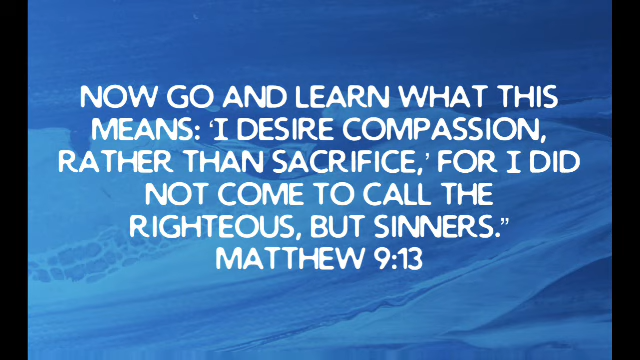 NOW GO AND LEARN WHAT THIS
MEANS: ‘I DESIRE COMPASSION,
RATHER THAN SACRIFICE,’ FOR I DID
NOT COME TO CALL THE
RIGHTEOUS, BUT SINNERS.”
MATTHEW 9:13